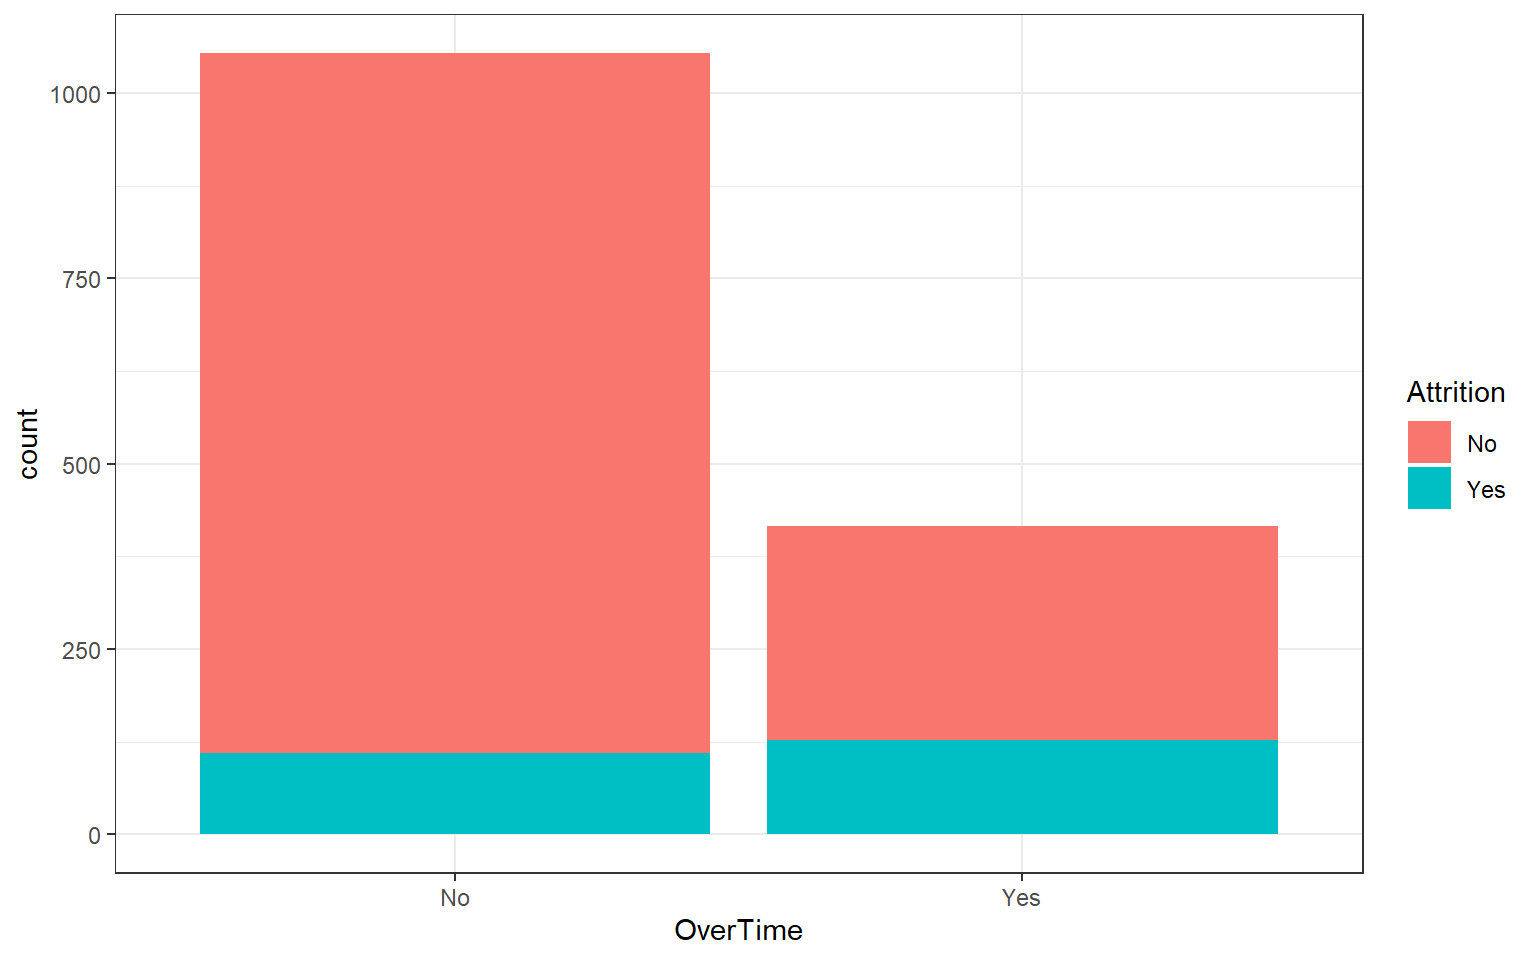 1000
750
500
250
0
count
No
Yes
OverTime
Attrition
No
Yes